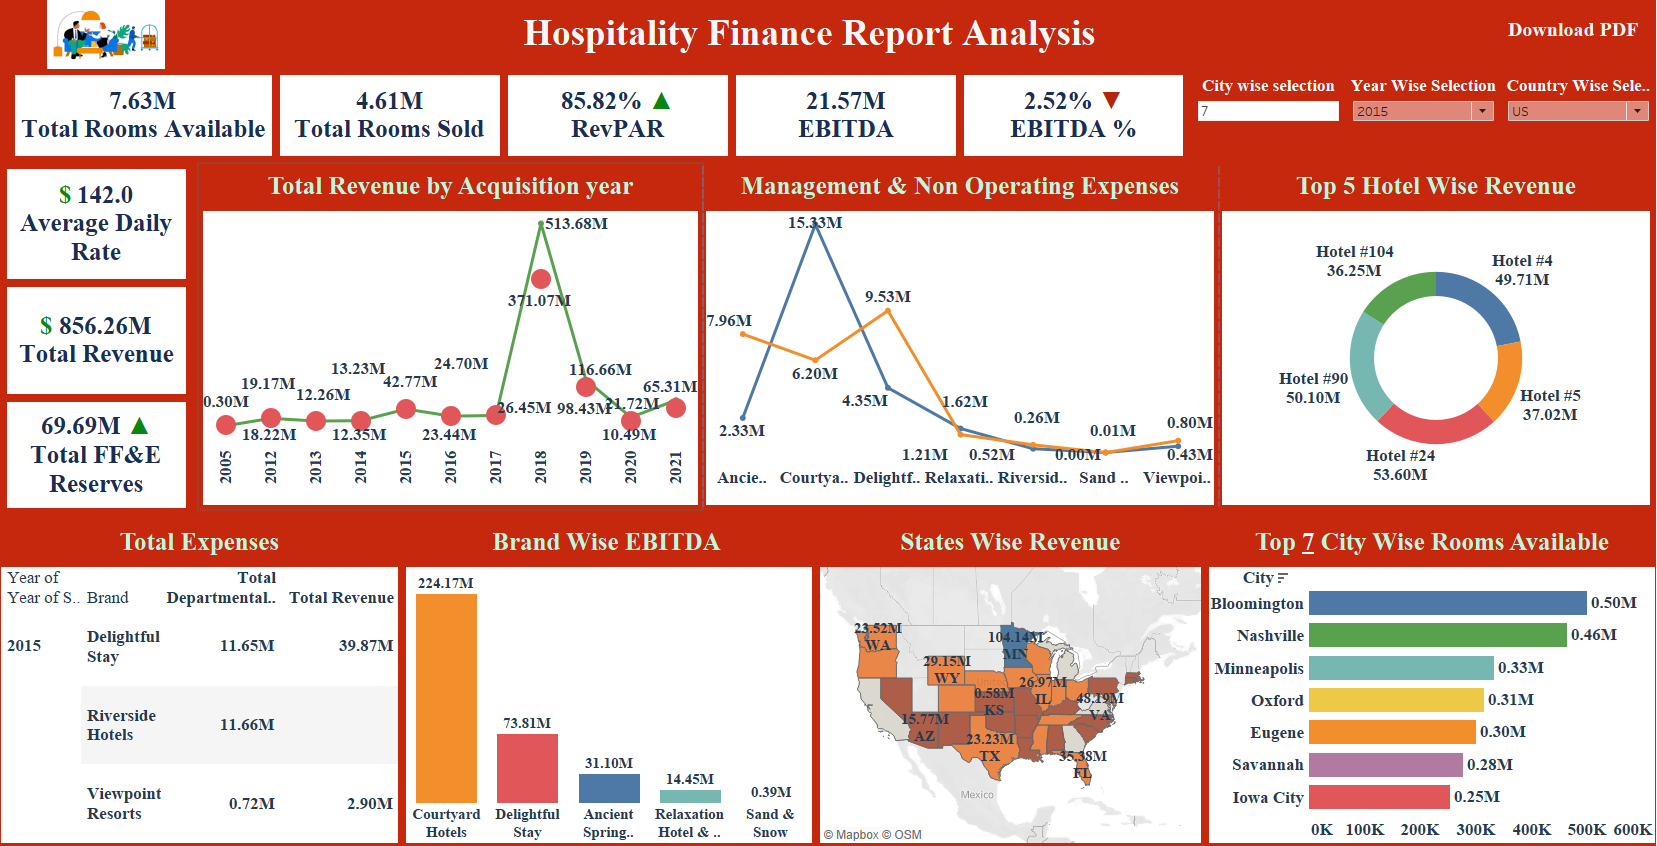 Hospitality Finance Report Analysis
Download PDF
7.63M
Total Rooms Available
4.61M
Total Rooms Sold
85.82% ▲
RevPAR
21.57M
EBITDA
2.52% ▼
EBITDA %
City wise selection
7
Year Wise Selection
2015
Country Wise Sele..
US
$ 142.0
Average Daily
Rate
$ 856.26M
Total Revenue
69.69M ▲
Total FF&E
Reserves
Total Revenue by Acquisition year
513.68M
371.07M
116.66M
98.43M
65.31M
31.72M
10.49M
0.30M
19.17M
18.22M
12.26M
13.23M
12.35M
42.77M
24.70M
23.44M
26.45M
2005
2012
2013
2014
2015
2016
2017
2018
2019
2020
2021
Management & Non Operating Expenses
15.33M
9.53M
7.96M
6.20M
4.35M
2.33M
1.62M
1.21M
0.26M
0.52M
0.01M
0.00M
0.80M
0.43M
Ancie..
Courtya..
Delightf..
Relaxati..
Riversid..
Sand ..
Viewpoi..
Top 5 Hotel Wise Revenue
Hotel #104
36.25M
Hotel #4
49.71M
Hotel #90
50.10M
Hotel #5
37.02M
Hotel #24
53.60M
Total Expenses
Year of
Year of S..
Brand
Total
Departmental..
Total Revenue
2015
Delightful
Stay
11.65M
39.87M
Riverside
Hotels
11.66M
Viewpoint
Resorts
0.72M
2.90M
Brand Wise EBITDA
224.17M
73.81M
31.10M
14.45M
0.39M
Courtyard
Hotels
Delightful
Stay
Ancient
Spring..
Relaxation
Hotel & ..
Sand &
Snow
States Wise Revenue
23.52M
WA
104.14M
MN
29.15M
WY
26.97M
IL
0.58M
KS
48.19M
VA
15.77M
AZ
23.23M
TX
35.38M
FL
United
Mexico
© Mapbox © OSM
Top 7 City Wise Rooms Available
City
Bloomington
0.50M
Nashville
0.46M
Minneapolis
0.33M
Oxford
0.31M
Eugene
0.30M
Savannah
0.28M
Iowa City
0.25M
0K
100K
200K
300K
400K
500K
600K